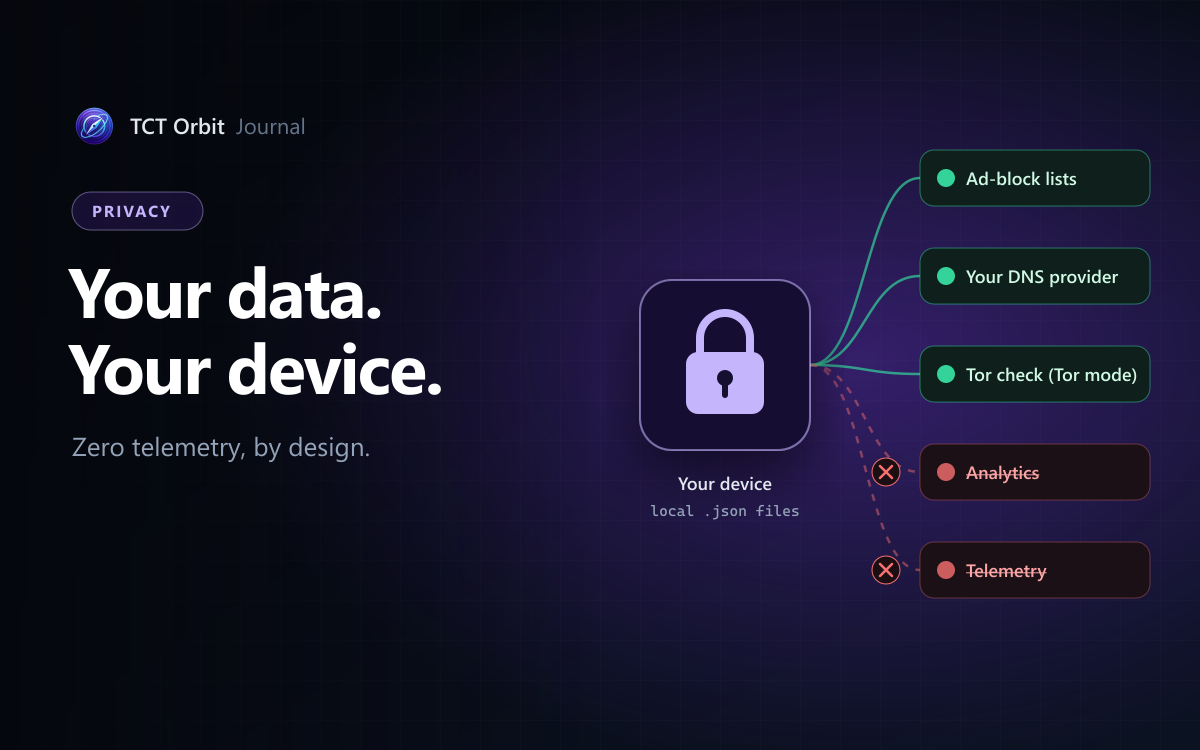 TCT Orbit Journal
PRIVACY
Your data.
Your device.
Zero telemetry, by design.
Your device
local .json files
Ad-block lists
Your DNS provider
Tor check (Tor mode)
Analytics
Telemetry